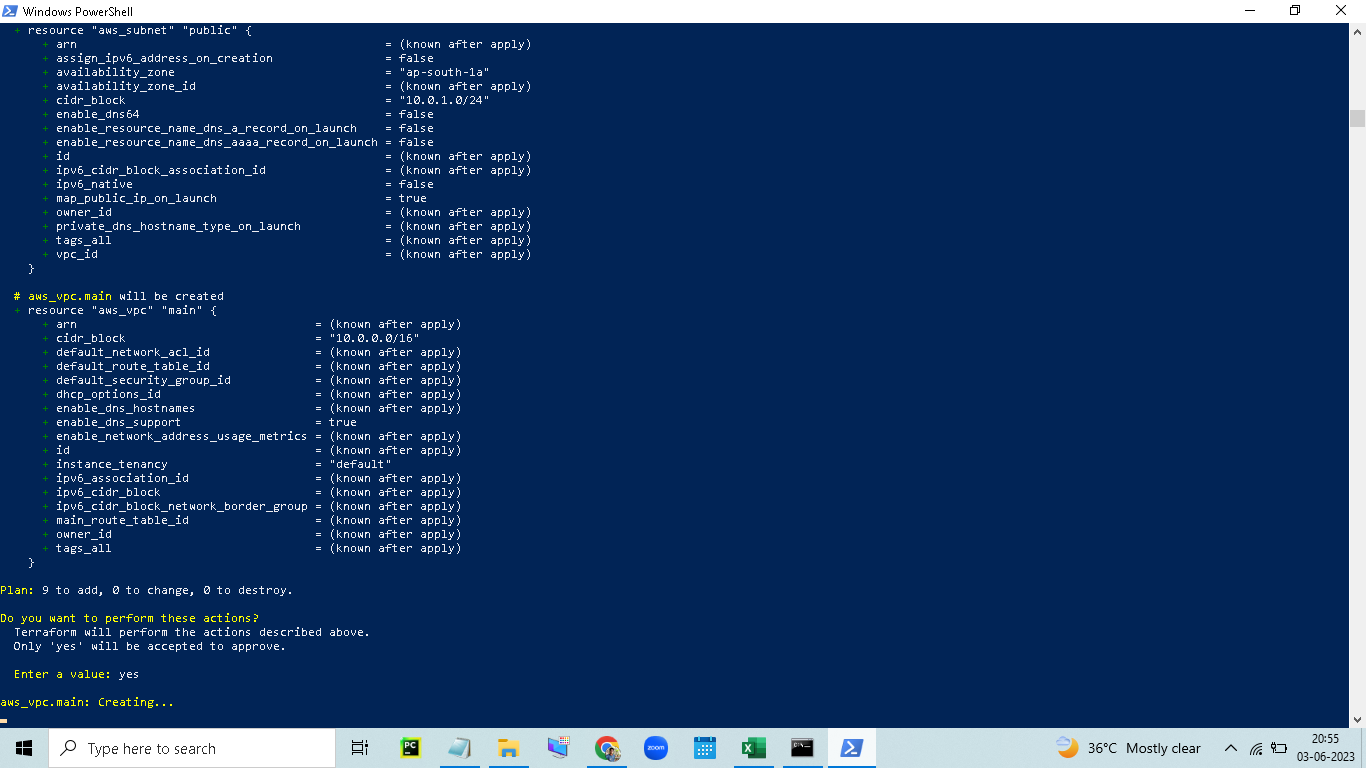 Windows PowerShell
+ resource "aws_subnet" "public" {
+ arn = (known after apply)
+ assign_ipv6_address_on_creation = false
+ availability_zone = "ap-south-1a"
+ availability_zone_id = (known after apply)
+ cidr_block = "10.0.1.0/24"
+ enable_dns64 = false
+ enable_resource_name_dns_a_record_on_launch = false
+ enable_resource_name_dns_aaaa_record_on_launch = false
+ id = (known after apply)
+ ipv6_cidr_block_association_id = (known after apply)
+ ipv6_native = false
+ map_public_ip_on_launch = true
+ owner_id = (known after apply)
+ private_dns_hostname_type_on_launch = (known after apply)
+ tags_all = (known after apply)
+ vpc_id = (known after apply)
}
# aws_vpc.main will be created
+ resource "aws_vpc" "main" {
+ arn = (known after apply)
+ cidr_block = "10.0.0.0/16"
+ default_network_acl_id = (known after apply)
+ default_route_table_id = (known after apply)
+ default_security_group_id = (known after apply)
+ dhcp_options_id = (known after apply)
+ enable_dns_hostnames = (known after apply)
+ enable_dns_support = true
+ enable_network_address_usage_metrics = (known after apply)
+ id = (known after apply)
+ instance_tenancy = "default"
+ ipv6_association_id = (known after apply)
+ ipv6_cidr_block = (known after apply)
+ ipv6_cidr_block_network_border_group = (known after apply)
+ main_route_table_id = (known after apply)
+ owner_id = (known after apply)
+ tags_all = (known after apply)
}
Plan: 9 to add, 0 to change, 0 to destroy.
Do you want to perform these actions?
Terraform will perform the actions described above.
Only 'yes' will be accepted to approve.
Enter a value: yes
aws_vpc.main: Creating...
Type here to search
PC
zoom
36°C Mostly clear
20:55
03-06-2023